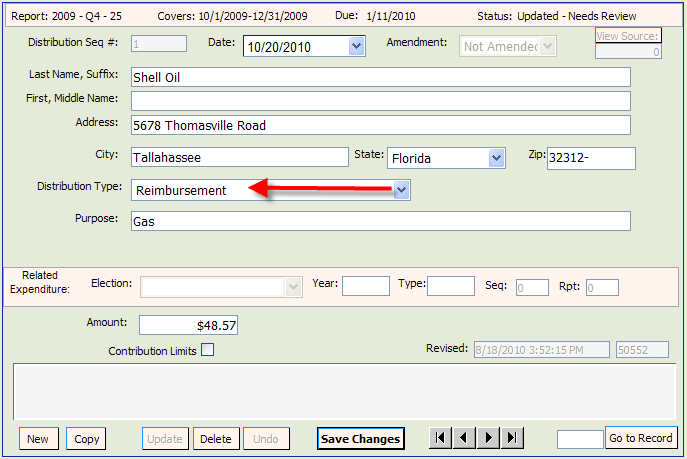 Report: 2009 - Q4 - 25 Covers: 10/1/2009-12/31/2009 Due: 1/11/2010 Status: Updated - Needs Review
Distribution Seq #: 1 Date: 10/20/2010 Amendment: Not Amended View Source:
0
Last Name, Suffix: Shell Oil
First, Middle Name:
Address: 5678 Thomasville Road
City: Tallahassee State: Florida Zip: 32312-
Distribution Type: Reimbursement
Purpose: Gas
Related Expenditure: Election: Year: Type: Seq: 0 Rpt: 0
Amount: $48.57
Contribution Limits Revised: 8/18/2010 3:52:15 PM 50552
New Copy Update Delete Undo Save Changes Go to Record